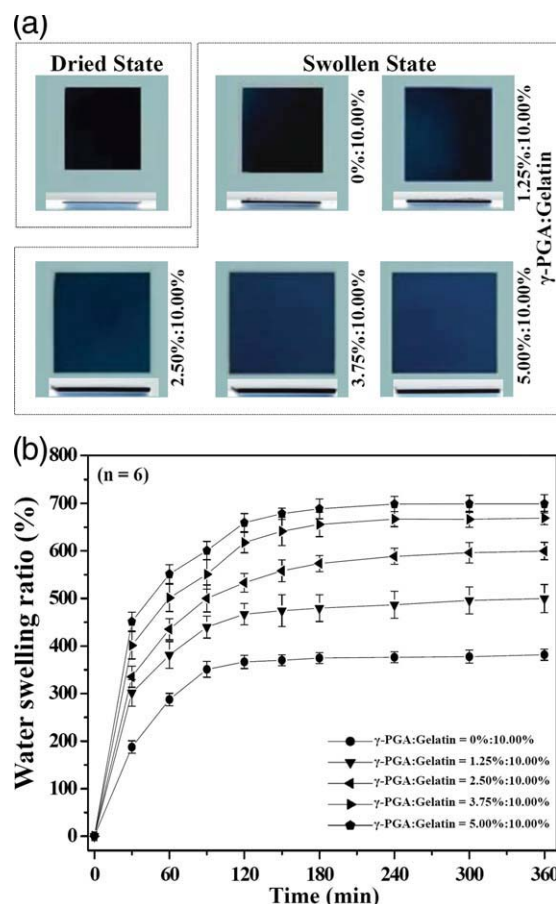 (a)
Dried State
Swollen State
0%:10.00%
1.25%:10.00%
γ-PGA:Gelatin
2.50%:10.00%
3.75%:10.00%
5.00%:10.00%
(b)
800
700
600
500
400
300
200
100
0
Water swelling ratio (%)
(n = 6)
γ-PGA:Gelatin = 0%:10.00%
γ-PGA:Gelatin = 1.25%:10.00%
γ-PGA:Gelatin = 2.50%:10.00%
γ-PGA:Gelatin = 3.75%:10.00%
γ-PGA:Gelatin = 5.00%:10.00%
0 60 120 180 240 300 360
Time (min)